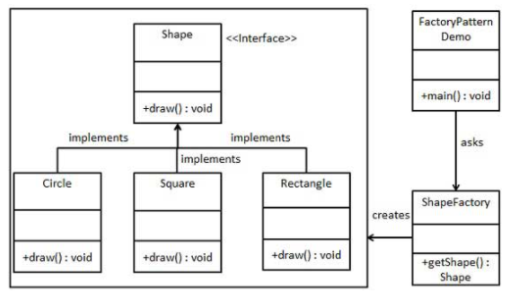 Shape
<<Interface>>
+draw() : void
implements
implements
implements
Circle
+draw() : void
Square
+draw() : void
Rectangle
+draw() : void
FactoryPattern
Demo
+main() : void
asks
ShapeFactory
+getShape() :
Shape
creates